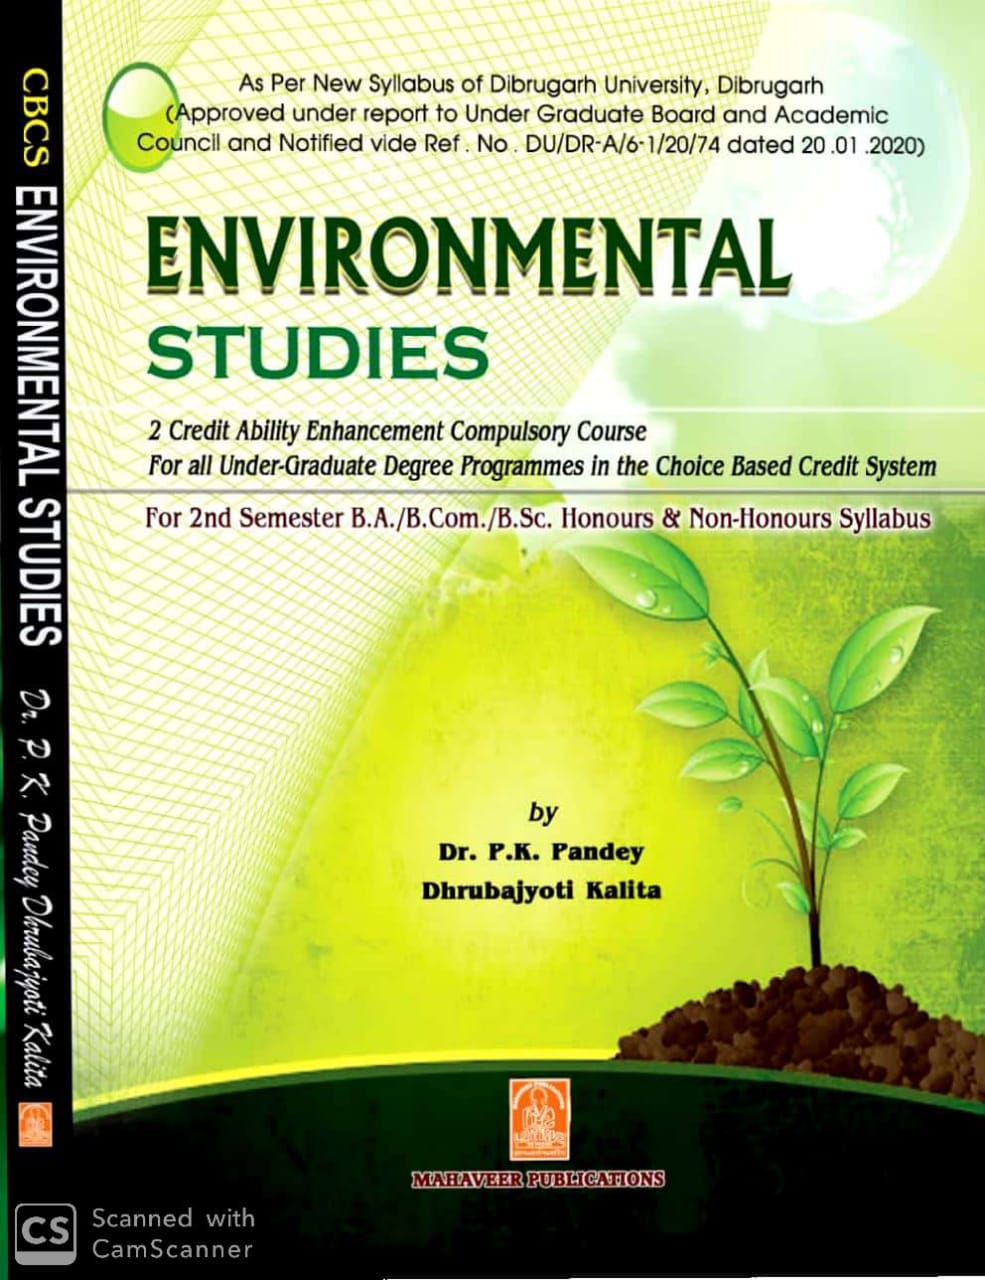 CBCS ENVIRONMENTAL STUDIES Dr. P. K. Pandey Dhrubajyoti Kalita
As Per New Syllabus of Dibrugarh University, Dibrugarh
(Approved under report to Under Graduate Board and Academic
Council and Notified vide Ref . No . DU/DR-A/6-1/20/74 dated 20 .01 .2020)
ENVIRONMENTAL
STUDIES
2 Credit Ability Enhancement Compulsory Course
For all Under-Graduate Degree Programmes in the Choice Based Credit System
For 2nd Semester B.A./B.Com./B.Sc. Honours & Non-Honours Syllabus
by
Dr. P.K. Pandey
Dhrubajyoti Kalita
MAHAVEER PUBLICATIONS
CS Scanned with
CamScanner